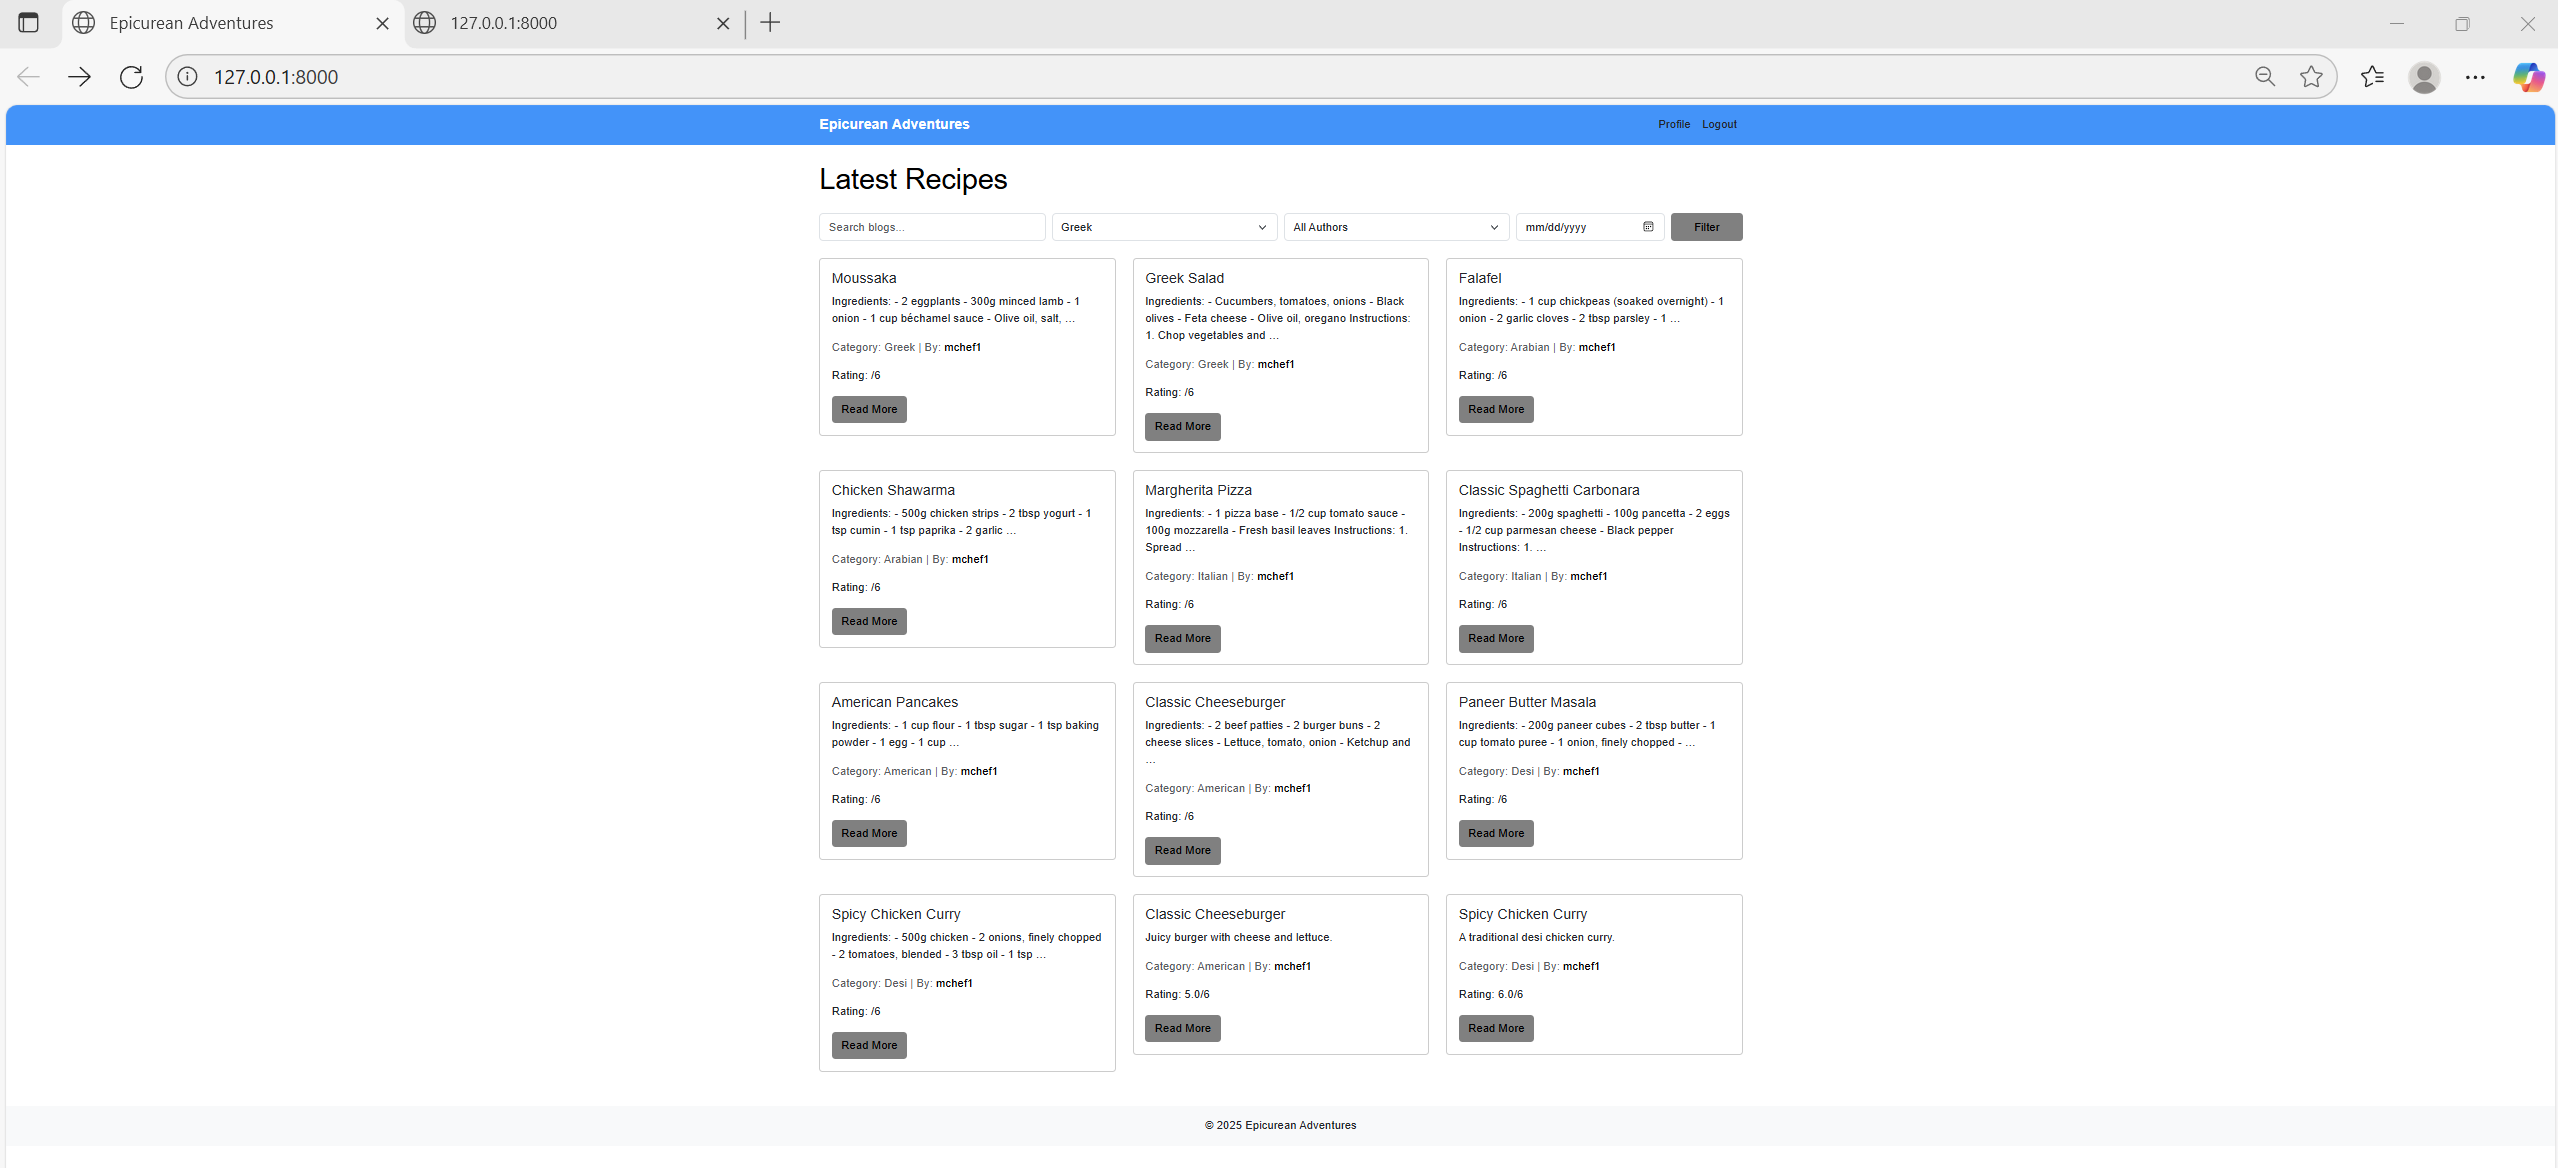 Epicurean Adventures
127.0.0.1:8000
127.0.0.1:8000
Epicurean Adventures
Profile Logout
Latest Recipes
Search blogs...
Greek
All Authors
mm/dd/yyyy
Filter
Moussaka
Ingredients: - 2 eggplants - 300g minced lamb - 1
onion - 1 cup béchamel sauce - Olive oil, salt, …
Category: Greek | By: mchef1
Rating: /6
Read More
Greek Salad
Ingredients: - Cucumbers, tomatoes, onions - Black
olives - Feta cheese - Olive oil, oregano Instructions:
1. Chop vegetables and …
Category: Greek | By: mchef1
Rating: /6
Read More
Falafel
Ingredients: - 1 cup chickpeas (soaked overnight) - 1
onion - 2 garlic cloves - 2 tbsp parsley - 1 …
Category: Arabian | By: mchef1
Rating: /6
Read More
Chicken Shawarma
Ingredients: - 500g chicken strips - 2 tbsp yogurt - 1
tsp cumin - 1 tsp paprika - 2 garlic …
Category: Arabian | By: mchef1
Rating: /6
Read More
Margherita Pizza
Ingredients: - 1 pizza base - 1/2 cup tomato sauce -
100g mozzarella - Fresh basil leaves Instructions: 1.
Spread …
Category: Italian | By: mchef1
Rating: /6
Read More
Classic Spaghetti Carbonara
Ingredients: - 200g spaghetti - 100g pancetta - 2 eggs
- 1/2 cup parmesan cheese - Black pepper
Instructions: 1. …
Category: Italian | By: mchef1
Rating: /6
Read More
American Pancakes
Ingredients: - 1 cup flour - 1 tbsp sugar - 1 tsp baking
powder - 1 egg - 1 cup …
Category: American | By: mchef1
Rating: /6
Read More
Classic Cheeseburger
Ingredients: - 2 beef patties - 2 burger buns - 2
cheese slices - Lettuce, tomato, onion - Ketchup and
…
Category: American | By: mchef1
Rating: /6
Read More
Paneer Butter Masala
Ingredients: - 200g paneer cubes - 2 tbsp butter - 1
cup tomato puree - 1 onion, finely chopped - …
Category: Desi | By: mchef1
Rating: /6
Read More
Spicy Chicken Curry
Ingredients: - 500g chicken - 2 onions, finely chopped
- 2 tomatoes, blended - 3 tbsp oil - 1 tsp …
Category: Desi | By: mchef1
Rating: /6
Read More
Classic Cheeseburger
Juicy burger with cheese and lettuce.
Category: American | By: mchef1
Rating: 5.0/6
Read More
Spicy Chicken Curry
A traditional desi chicken curry.
Category: Desi | By: mchef1
Rating: 6.0/6
Read More
© 2025 Epicurean Adventures